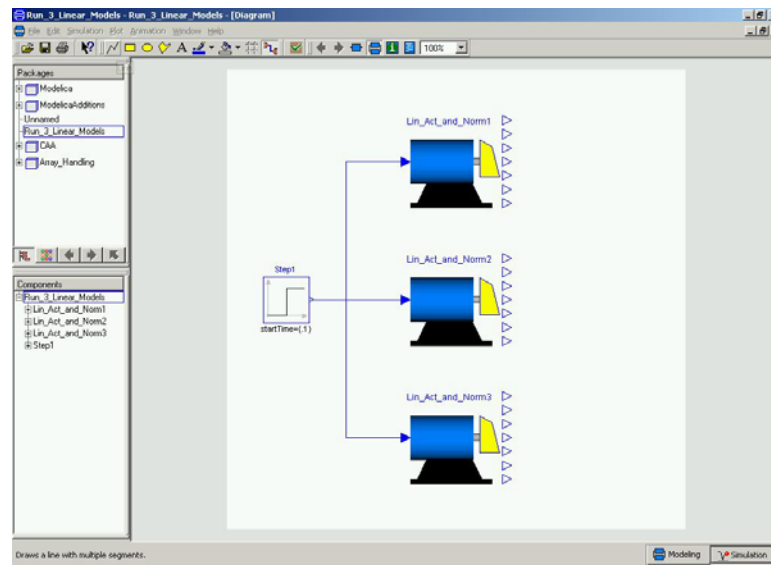 Run_3_Linear_Models - Run_3_Linear_Models - [Diagram]
File Edit Simulation Plot Animation Window Help
100%
Packages
Modelica
ModelicaAdditions
Unnamed
Run_3_Linear_Models
CAA
Array_Handling
Components
Run_3_Linear_Models
Lin_Act_and_Norm1
Lin_Act_and_Norm2
Lin_Act_and_Norm3
Step1
Lin_Act_and_Norm1
Step1
startTime={.1}
Lin_Act_and_Norm2
Lin_Act_and_Norm3
Draws a line with multiple segments.
Modeling
Simulation